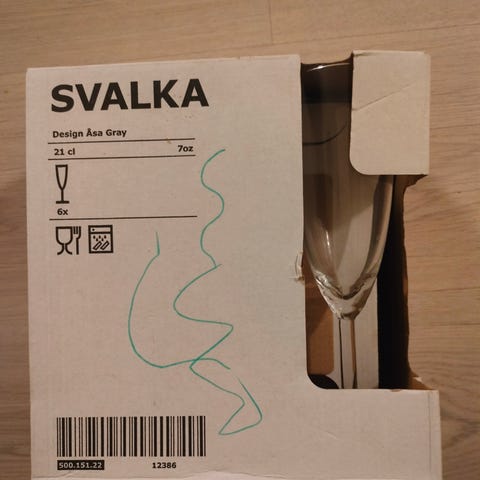 SVALKA
Design Åsa Gray
21 cl 7oz
6x
500.151.22 12386